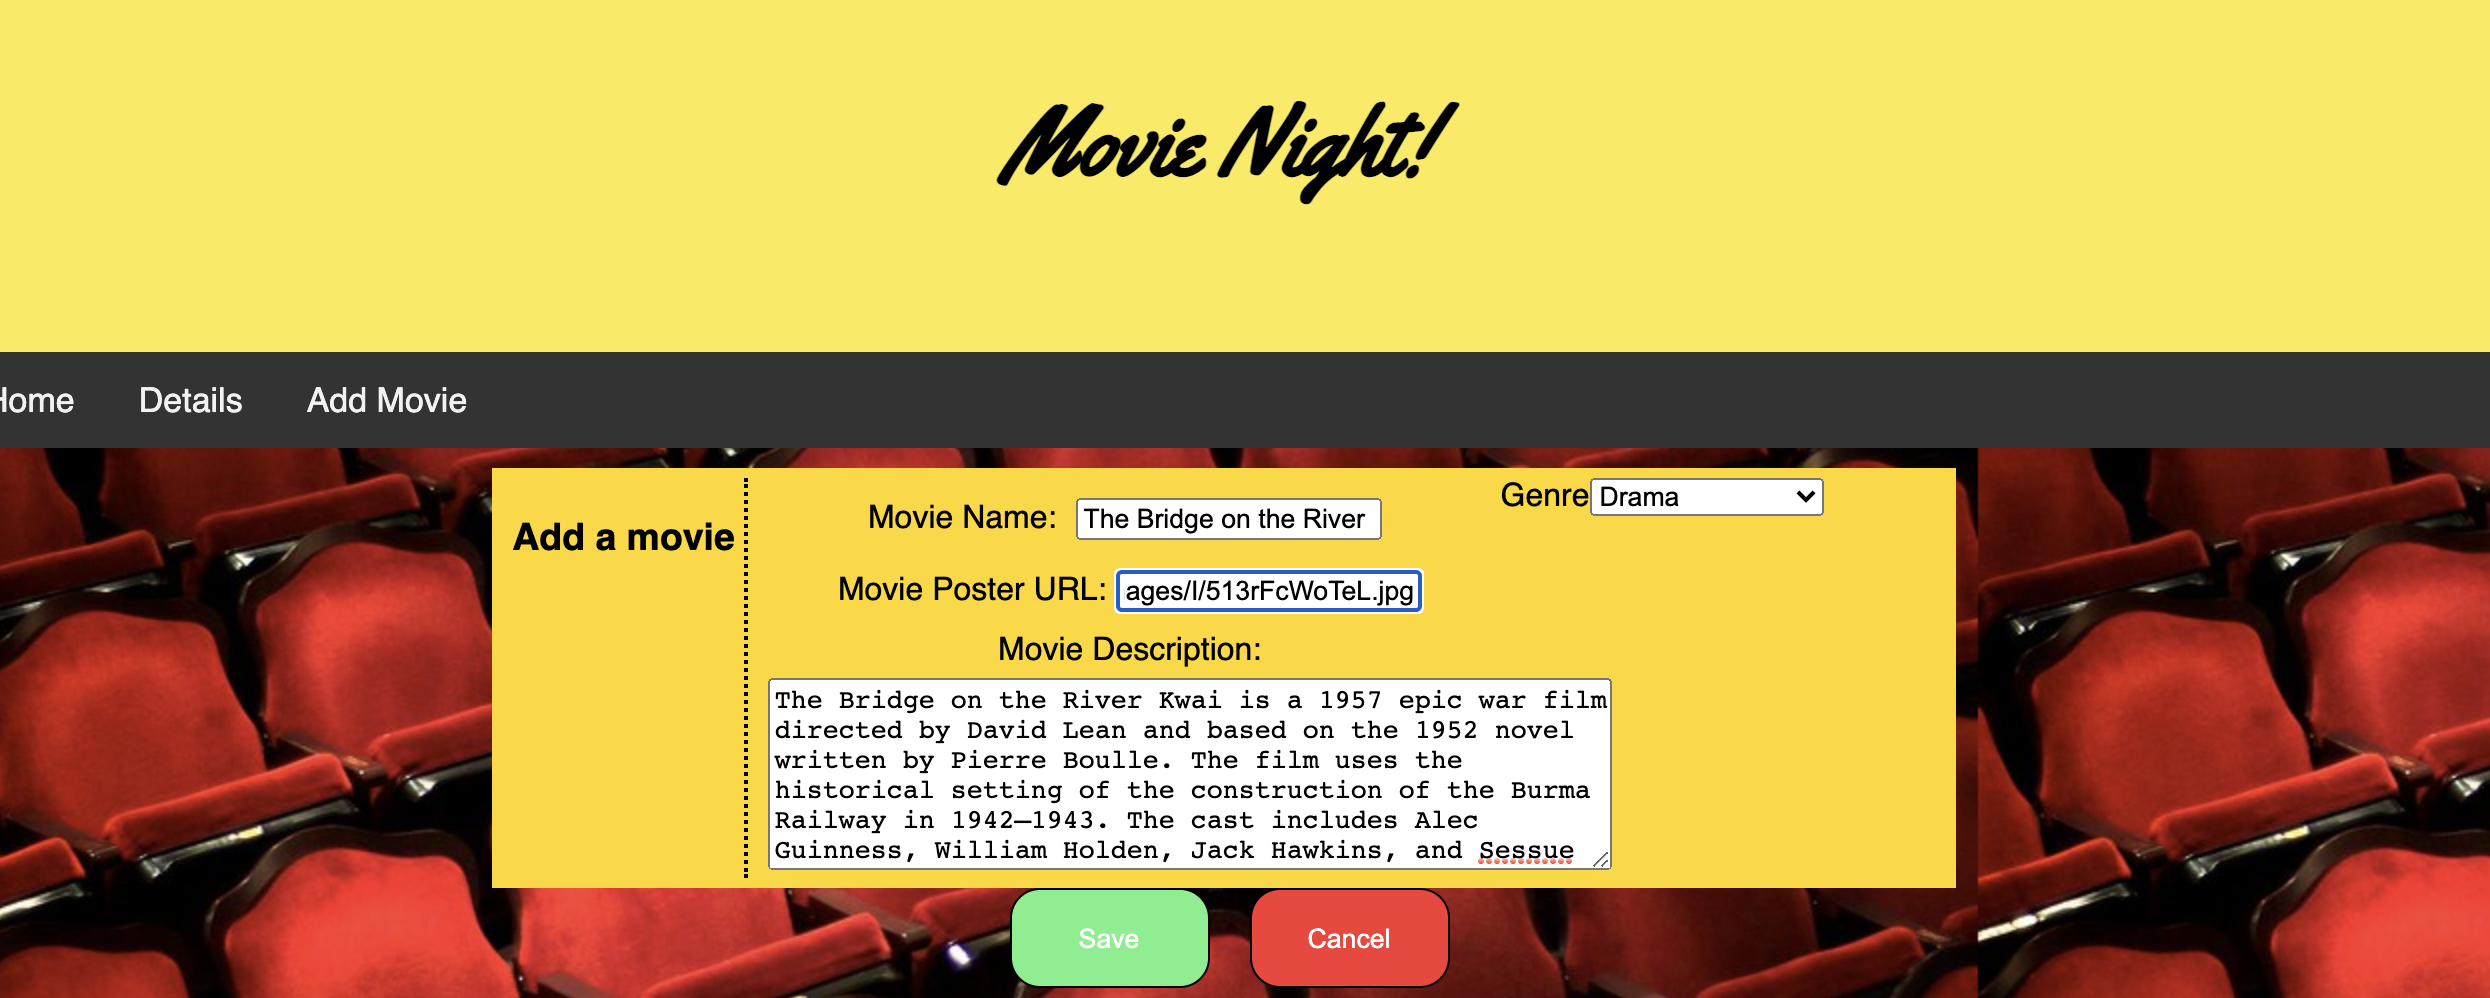 Movie Night!
Home Details Add Movie
Add a movie
Movie Name: The Bridge on the River
Genre Drama
Movie Poster URL: ages/I/513rFcWoTeL.jpg
Movie Description:
The Bridge on the River Kwai is a 1957 epic war film
directed by David Lean and based on the 1952 novel
written by Pierre Boulle. The film uses the
historical setting of the construction of the Burma
Railway in 1942–1943. The cast includes Alec
Guinness, William Holden, Jack Hawkins, and Sessue
Save Cancel